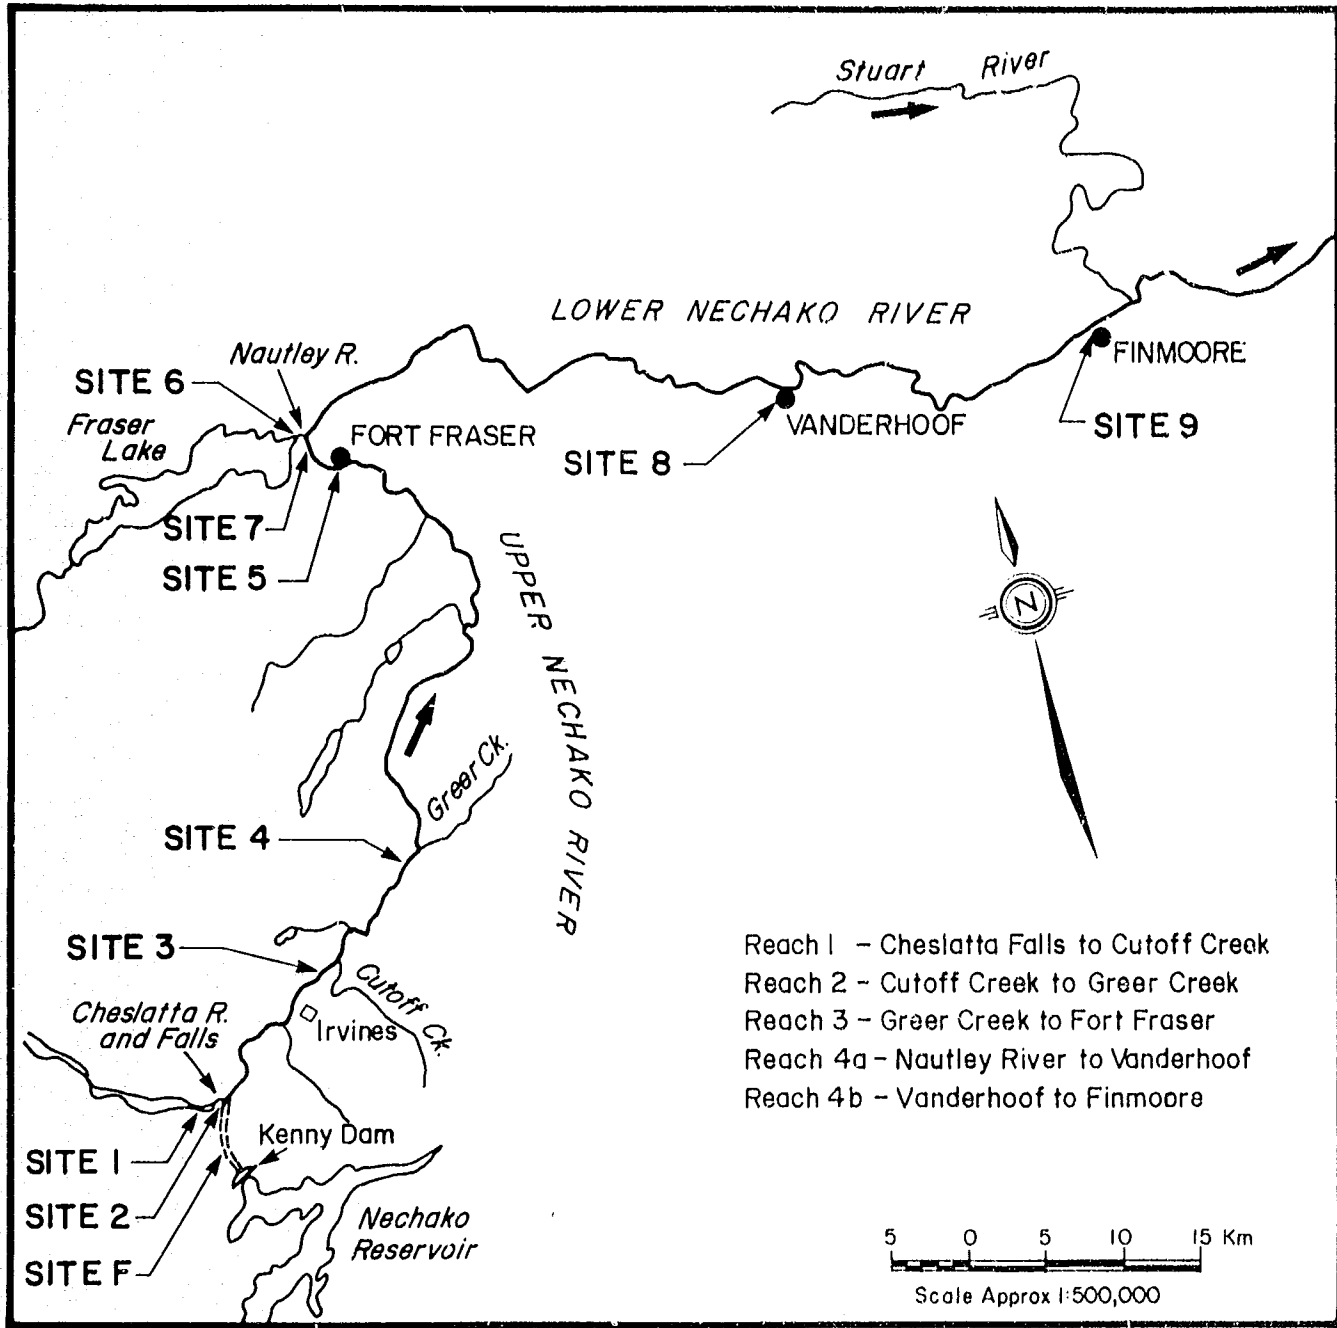 Stuart River
LOWER NECHAKO RIVER
Nautley R.
SITE 6
FINMOORE
Fraser
Lake
FORT FRASER
VANDERHOOF
SITE 9
SITE 8
SITE 7
SITE 5
UPPER NECHAKO RIVER
N
Greer Ck.
SITE 4
SITE 3
Cutoff Ck.
Cheslatta R.
and Falls
Irvines
Reach 1 - Cheslatta Falls to Cutoff Creek
Reach 2 - Cutoff Creek to Greer Creek
Reach 3 - Greer Creek to Fort Fraser
Reach 4a - Nautley River to Vanderhoof
Reach 4b - Vanderhoof to Finmoore
Kenny Dam
SITE 1
SITE 2
SITE F
Nechako
Reservoir
5 0 5 10 15 Km
Scale Approx 1:500,000